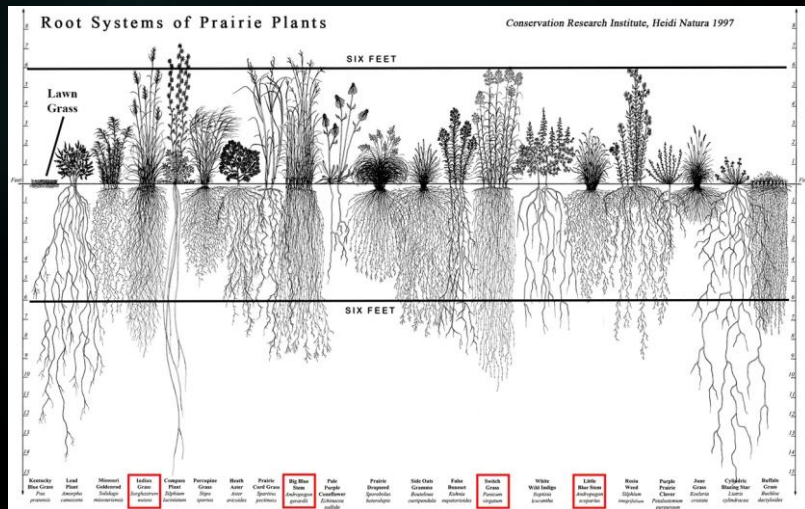 Root Systems of Prairie Plants
Conservation Research Institute, Heidi Natura 1997
SIX FEET
Lawn
Grass
SIX FEET
Kentucky
Blue Grass
Poa
pratensis
Lead
Plant
Amorpha
canescens
Missouri
Goldenrod
Solidago
missouriensis
Indian
Grass
Sorghastrum
nutans
Compass
Plant
Silphium
laciniatum
Porcupine
Grass
Stipa
spartea
Heath
Aster
Aster
ericoides
Prairie
Cord Grass
Spartina
pectinata
Big Blue
Stem
Andropogon
gerardii
Pale
Purple
Coneflower
Echinacea
pallida
Prairie
Dropseed
Sporobolus
heterolepis
Side Oats
Gramma
Bouteloua
curtipendula
False
Boneset
Kuhnia
eupatorioides
Switch
Grass
Panicum
virgatum
White
Wild Indigo
Baptisia
leucantha
Little
Blue Stem
Andropogon
scoparius
Rosin
Weed
Silphium
integrifolium
Purple
Prairie
Clover
Petalostemum
purpureum
June
Grass
Koeleria
cristata
Cylindric
Blazing Star
Liatris
cylindracea
Buffalo
Grass
Buchloe
dactyloides